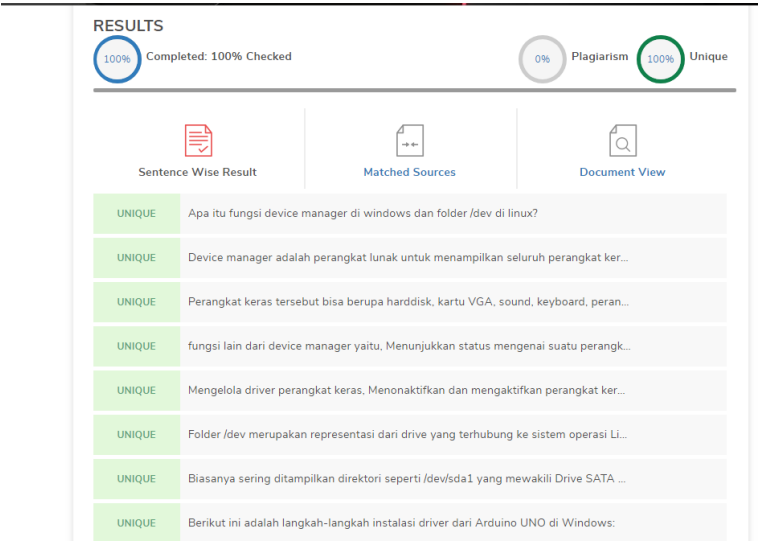 RESULTS
100% Completed: 100% Checked 0% Plagiarism 100% Unique
Sentence Wise Result Matched Sources Document View
UNIQUE Apa itu fungsi device manager di windows dan folder /dev di linux?
UNIQUE Device manager adalah perangkat lunak untuk menampilkan seluruh perangkat ker...
UNIQUE Perangkat keras tersebut bisa berupa harddisk, kartu VGA, sound, keyboard, peran...
UNIQUE fungsi lain dari device manager yaitu, Menunjukkan status mengenai suatu perangk...
UNIQUE Mengelola driver perangkat keras, Menonaktifkan dan mengaktifkan perangkat ker...
UNIQUE Folder /dev merupakan representasi dari drive yang terhubung ke sistem operasi Li...
UNIQUE Biasanya sering ditampilkan direktori seperti /dev/sda1 yang mewakili Drive SATA ...
UNIQUE Berikut ini adalah langkah-langkah instalasi driver dari Arduino UNO di Windows: